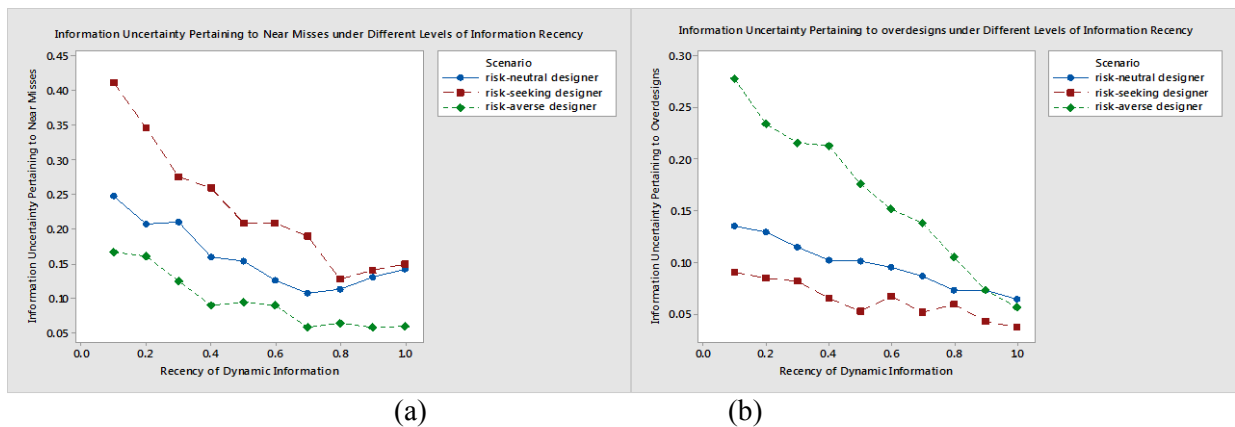 Information Uncertainty Pertaining to Near Misses under Different Levels of Information Recency
Information Uncertainty Pertaining to Near Misses
0.45
0.40
0.35
0.30
0.25
0.20
0.15
0.10
0.05
0.0
0.2
0.4
0.6
0.8
1.0
Recency of Dynamic Information
Scenario
risk-neutral designer
risk-seeking designer
risk-averse designer
(a)
Information Uncertainty Pertaining to overdesigns under Different Levels of Information Recency
Information Uncertainty Pertaining to Overdesigns
0.30
0.25
0.20
0.15
0.10
0.05
0.0
0.2
0.4
0.6
0.8
1.0
Recency of Dynamic Information
Scenario
risk-neutral designer
risk-seeking designer
risk-averse designer
(b)